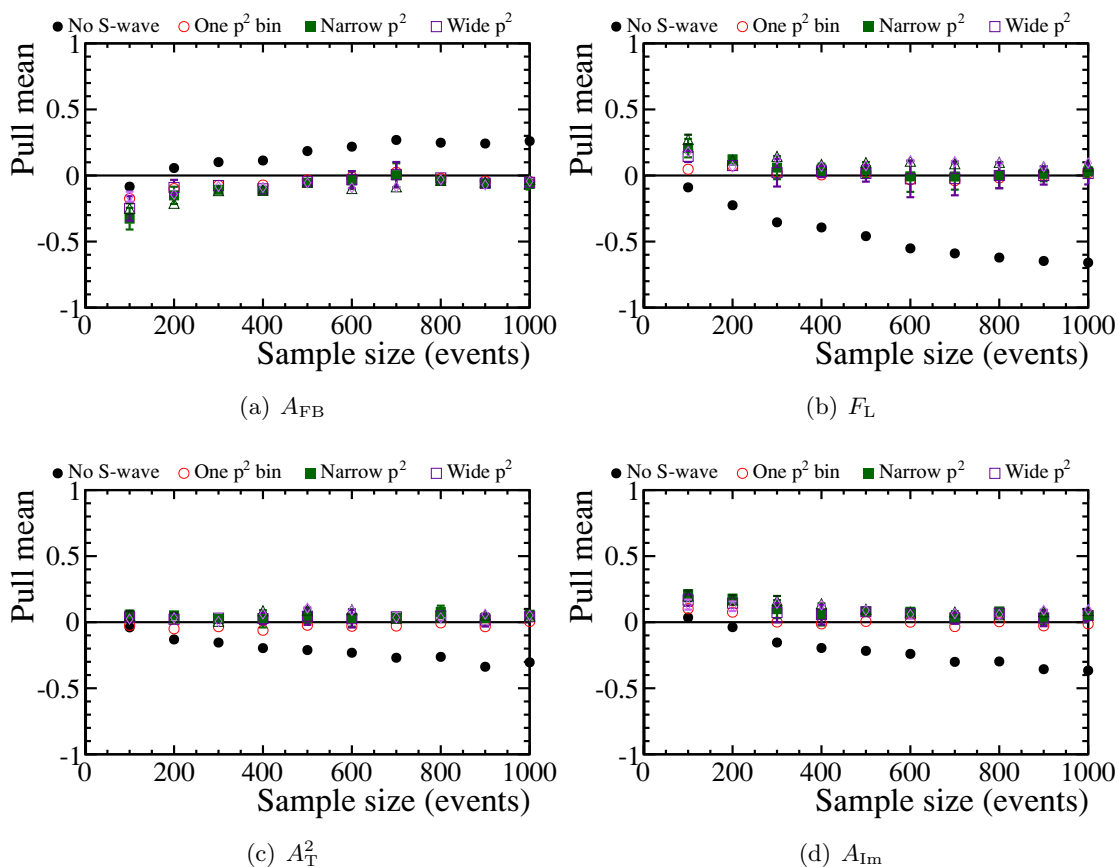 ● No S-wave ○ One p² bin ■ Narrow p² □ Wide p²
● No S-wave ○ One p² bin ■ Narrow p² □ Wide p²
Pull mean
1
0.5
0
-0.5
-1
0 200 400 600 800 1000
Sample size (events)
Pull mean
1
0.5
0
-0.5
-1
0 200 400 600 800 1000
Sample size (events)
(a) A_FB
(b) F_L
● No S-wave ○ One p² bin ■ Narrow p² □ Wide p²
● No S-wave ○ One p² bin ■ Narrow p² □ Wide p²
Pull mean
1
0.5
0
-0.5
-1
0 200 400 600 800 1000
Sample size (events)
Pull mean
1
0.5
0
-0.5
-1
0 200 400 600 800 1000
Sample size (events)
(c) A_T^2
(d) A_Im